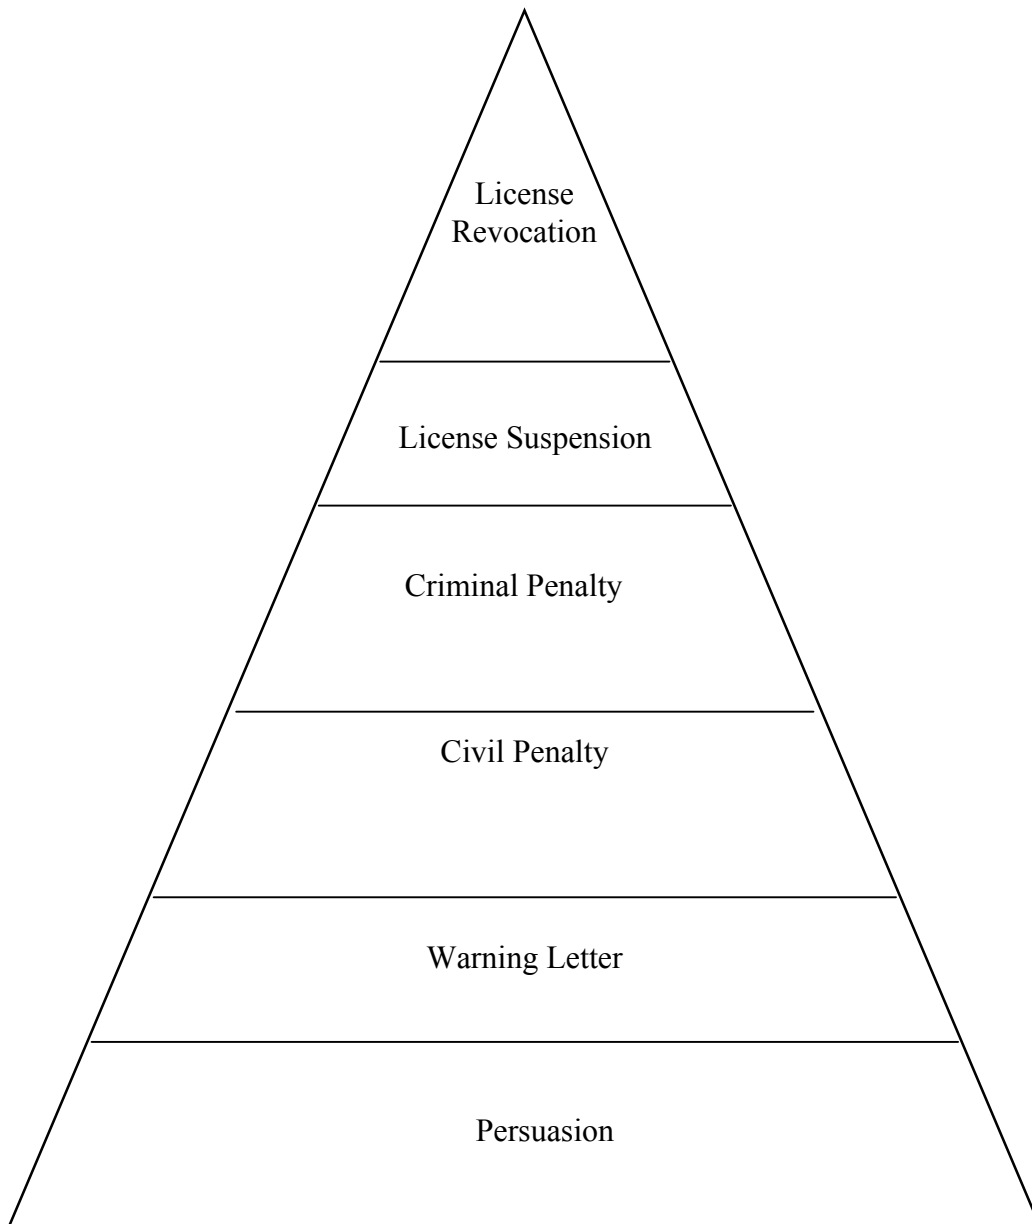 License
Revocation
License Suspension
Criminal Penalty
Civil Penalty
Warning Letter
Persuasion